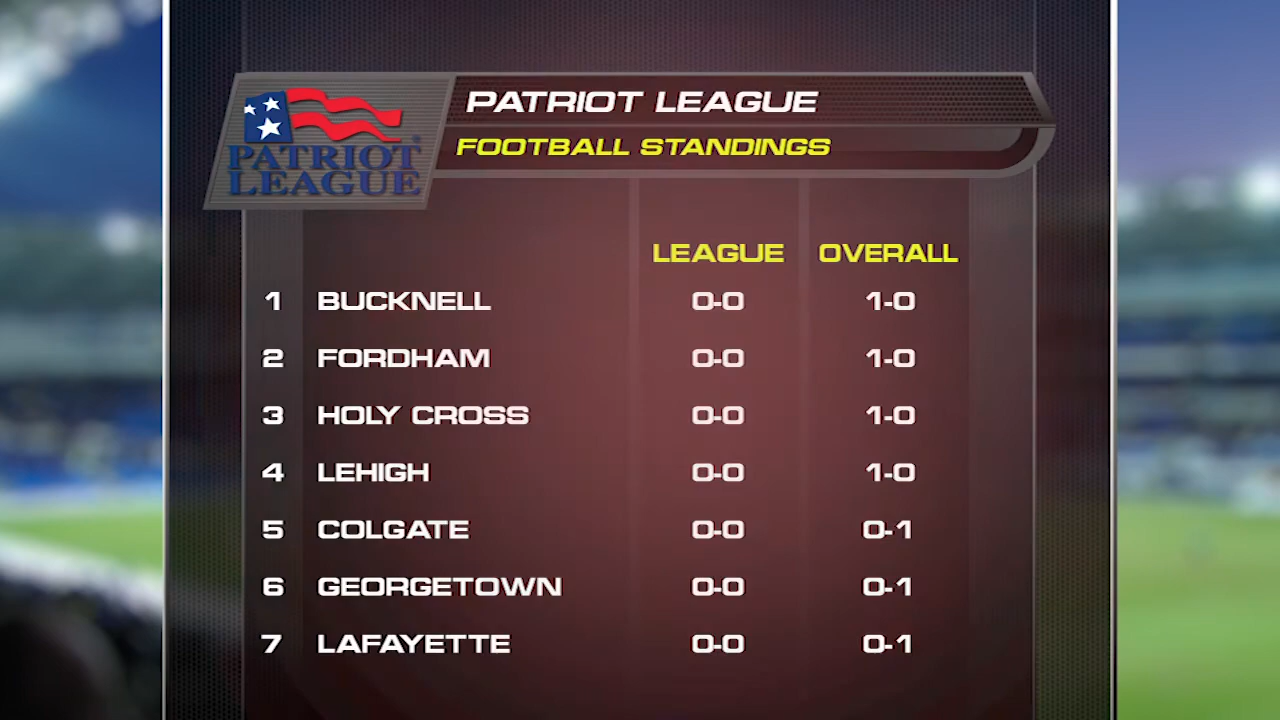 PATRIOT LEAGUE
FOOTBALL STANDINGS
PATRIOT
LEAGUE
LEAGUE OVERALL
1 BUCKNELL 0-0 1-0
2 FORDHAM 0-0 1-0
3 HOLY CROSS 0-0 1-0
4 LEHIGH 0-0 1-0
5 COLGATE 0-0 0-1
6 GEORGETOWN 0-0 0-1
7 LAFAYETTE 0-0 0-1